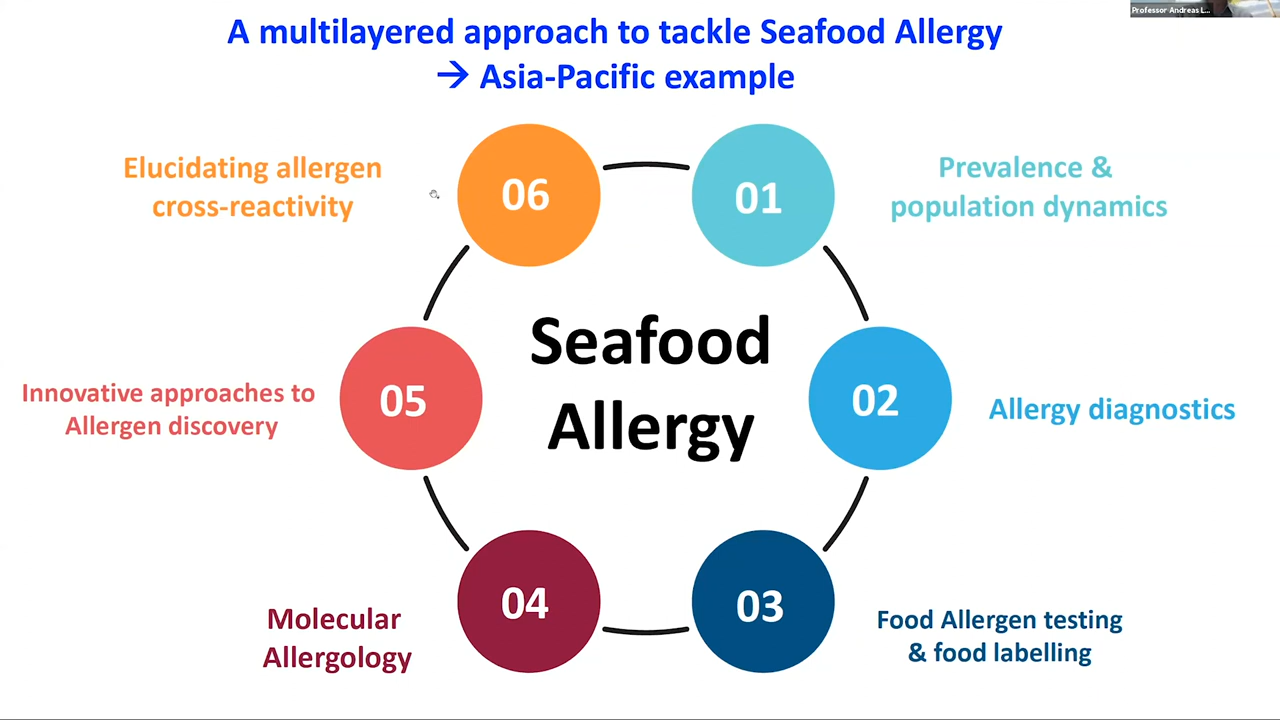 Professor Andreas L...
A multilayered approach to tackle Seafood Allergy
→ Asia-Pacific example
06
01
Elucidating allergen
cross-reactivity
Prevalence &
population dynamics
Seafood
Allergy
05
02
Innovative approaches to
Allergen discovery
Allergy diagnostics
04
03
Molecular
Allergology
Food Allergen testing
& food labelling